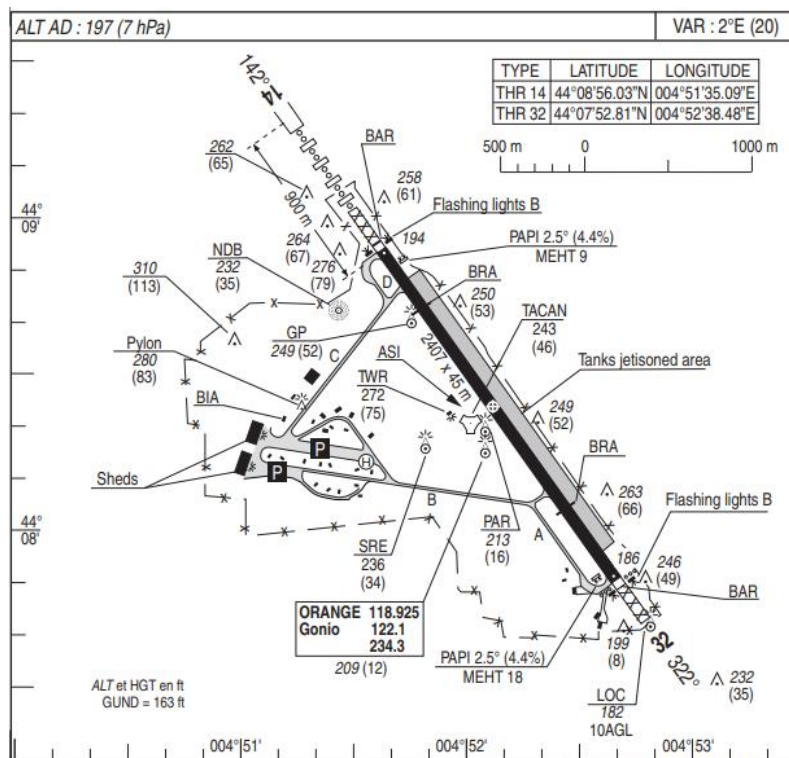 ALT AD : 197 (7 hPa)
VAR : 2°E (20)
TYPE LATITUDE LONGITUDE
THR 14 44°08'56.03"N 004°51'35.09"E
THR 32 44°07'52.81"N 004°52'38.48"E
500 m 0 1000 m
142°
14
BAR
262
(65)
900 m
258
(61)
Flashing lights B
44°
09'
264
(67)
194
PAPI 2.5° (4.4%)
MEHT 9
NDB
232
(35)
276
(79)
D
BRA
310
(113)
250
(53)
TACAN
243
(46)
GP
249 (52)
C
2407 x 45 m
ASI
Pylon
280
(83)
TWR
272
(75)
Tanks jetisoned area
BIA
249
(52)
BRA
P
H
P
Sheds
263
(66)
Flashing lights B
B
44°
08'
PAR
213
(16)
A
SRE
236
(34)
186
246
(49)
BAR
ORANGE 118.925
Gonio 122.1
234.3
209 (12)
199
(8)
32
322°
PAPI 2.5° (4.4%)
MEHT 18
232
(35)
ALT et HGT en ft
GUND = 163 ft
LOC
182
10AGL
004°51' 004°52' 004°53'